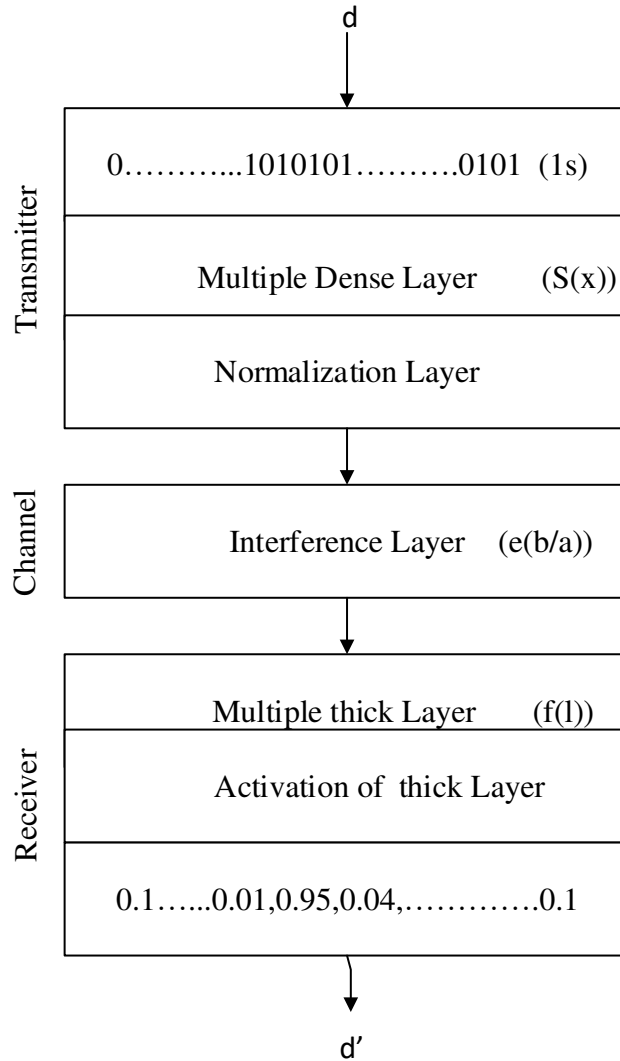 d
Transmitter
0………...1010101……….0101 (1s)
Multiple Dense Layer (S(x))
Normalization Layer
Channel
Interference Layer (e(b/a))
Receiver
Multiple thick Layer (f(l))
Activation of thick Layer
0.1…...0.01,0.95,0.04,………….0.1
d’